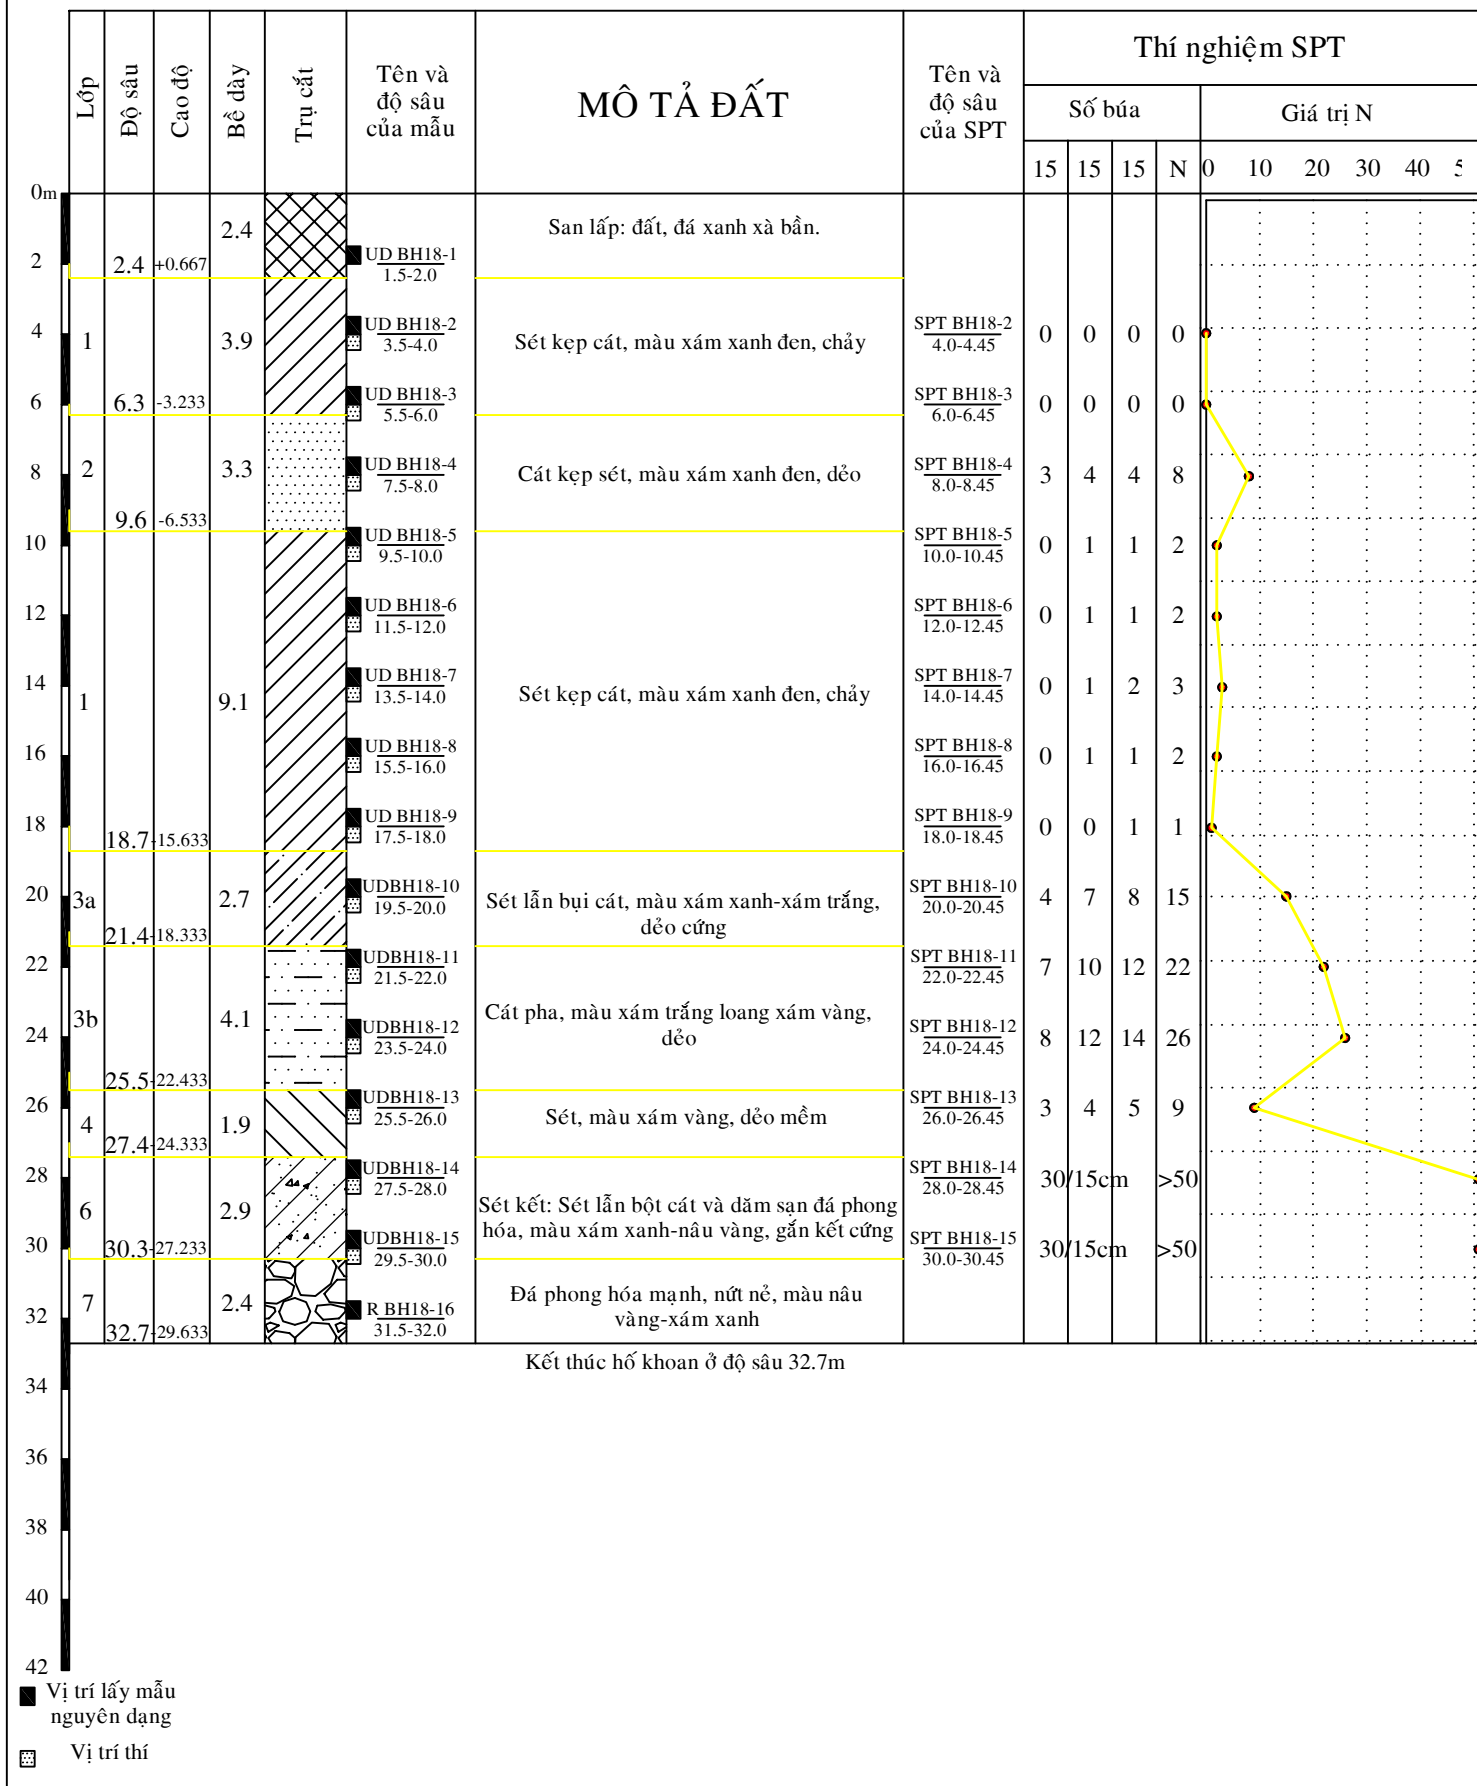 Lớp
Độ sâu
Cao độ
Bề dày
Trụ cắt
Tên và
độ sâu
của mẫu
MÔ TẢ ĐẤT
Tên và
độ sâu
của SPT
Thí nghiệm SPT
Số búa
Giá trị N
15 15 15 N
0 10 20 30 40
0m
2.4
San lấp: đất, đá xanh xà bần.
2 2.4 +0.667
UD BH18-1
1.5-2.0
4 1 3.9
UD BH18-2
3.5-4.0
Sét kẹp cát, màu xám xanh đen, chảy
SPT BH18-2
4.0-4.45
0 0 0 0
6 6.3 -3.233
UD BH18-3
5.5-6.0
SPT BH18-3
6.0-6.45
0 0 0 0
8 2 3.3
UD BH18-4
7.5-8.0
Cát kẹp sét, màu xám xanh đen, dẻo
SPT BH18-4
8.0-8.45
3 4 4 8
9.6 -6.533
10
UD BH18-5
9.5-10.0
SPT BH18-5
10.0-10.45
0 1 1 2
12
UD BH18-6
11.5-12.0
SPT BH18-6
12.0-12.45
0 1 1 2
14 1 9.1
UD BH18-7
13.5-14.0
Sét kẹp cát, màu xám xanh đen, chảy
SPT BH18-7
14.0-14.45
0 1 2 3
16
UD BH18-8
15.5-16.0
SPT BH18-8
16.0-16.45
0 1 1 2
18 18.7 -15.633
UD BH18-9
17.5-18.0
SPT BH18-9
18.0-18.45
0 0 1 1
20 3a 2.7
UDBH18-10
19.5-20.0
Sét lẫn bụi cát, màu xám xanh-xám trắng,
dẻo cứng
SPT BH18-10
20.0-20.45
4 7 8 15
21.4 -18.333
22
UDBH18-11
21.5-22.0
SPT BH18-11
22.0-22.45
7 10 12 22
3b 4.1
Cát pha, màu xám trắng loang xám vàng,
dẻo
24
UDBH18-12
23.5-24.0
SPT BH18-12
24.0-24.45
8 12 14 26
25.5 -22.433
26 4 1.9
UDBH18-13
25.5-26.0
Sét, màu xám vàng, dẻo mềm
SPT BH18-13
26.0-26.45
3 4 5 9
27.4 -24.333
28
UDBH18-14
27.5-28.0
SPT BH18-14
28.0-28.45
30/15cm >50
6 2.9
Sét kết: Sét lẫn bột cát và dăm sạn đá phong
hóa, màu xám xanh-nâu vàng, gắn kết cứng
30 30.3 -27.233
UDBH18-15
29.5-30.0
SPT BH18-15
30.0-30.45
30/15cm >50
7 2.4
R BH18-16
31.5-32.0
Đá phong hóa mạnh, nứt nẻ, màu nâu
vàng-xám xanh
32 32.7 -29.633
Kết thúc hố khoan ở độ sâu 32.7m
34
36
38
40
42
Vị trí lấy mẫu
nguyên dạng
Vị trí thí